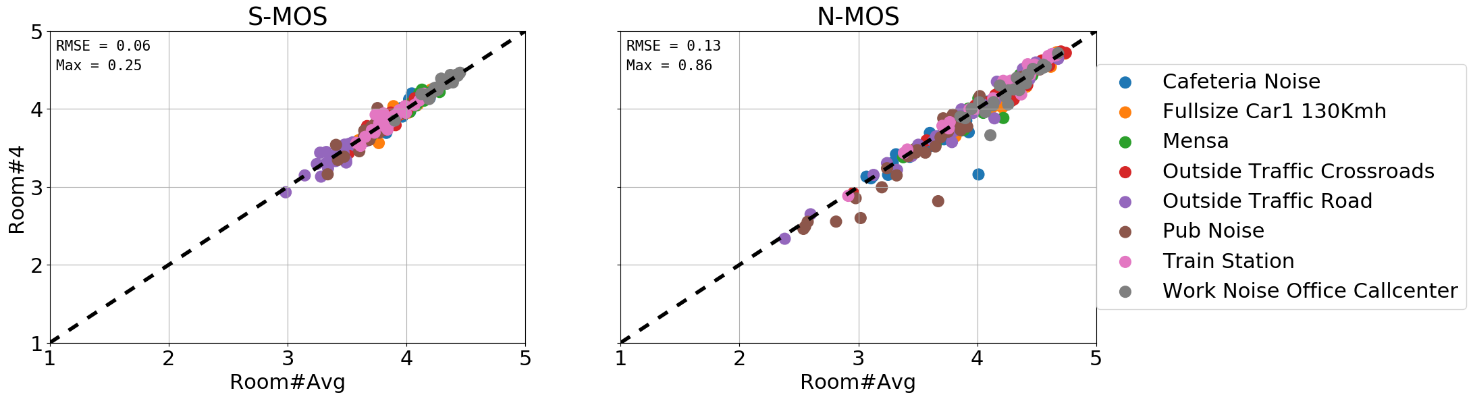 S-MOS
RMSE = 0.06
Max = 0.25
Room#4
5
4
3
2
1
1 2 3 4 5
Room#Avg
N-MOS
RMSE = 0.13
Max = 0.86
1 2 3 4 5
Room#Avg
Cafeteria Noise
Fullsize Car1 130Kmh
Mensa
Outside Traffic Crossroads
Outside Traffic Road
Pub Noise
Train Station
Work Noise Office Callcenter